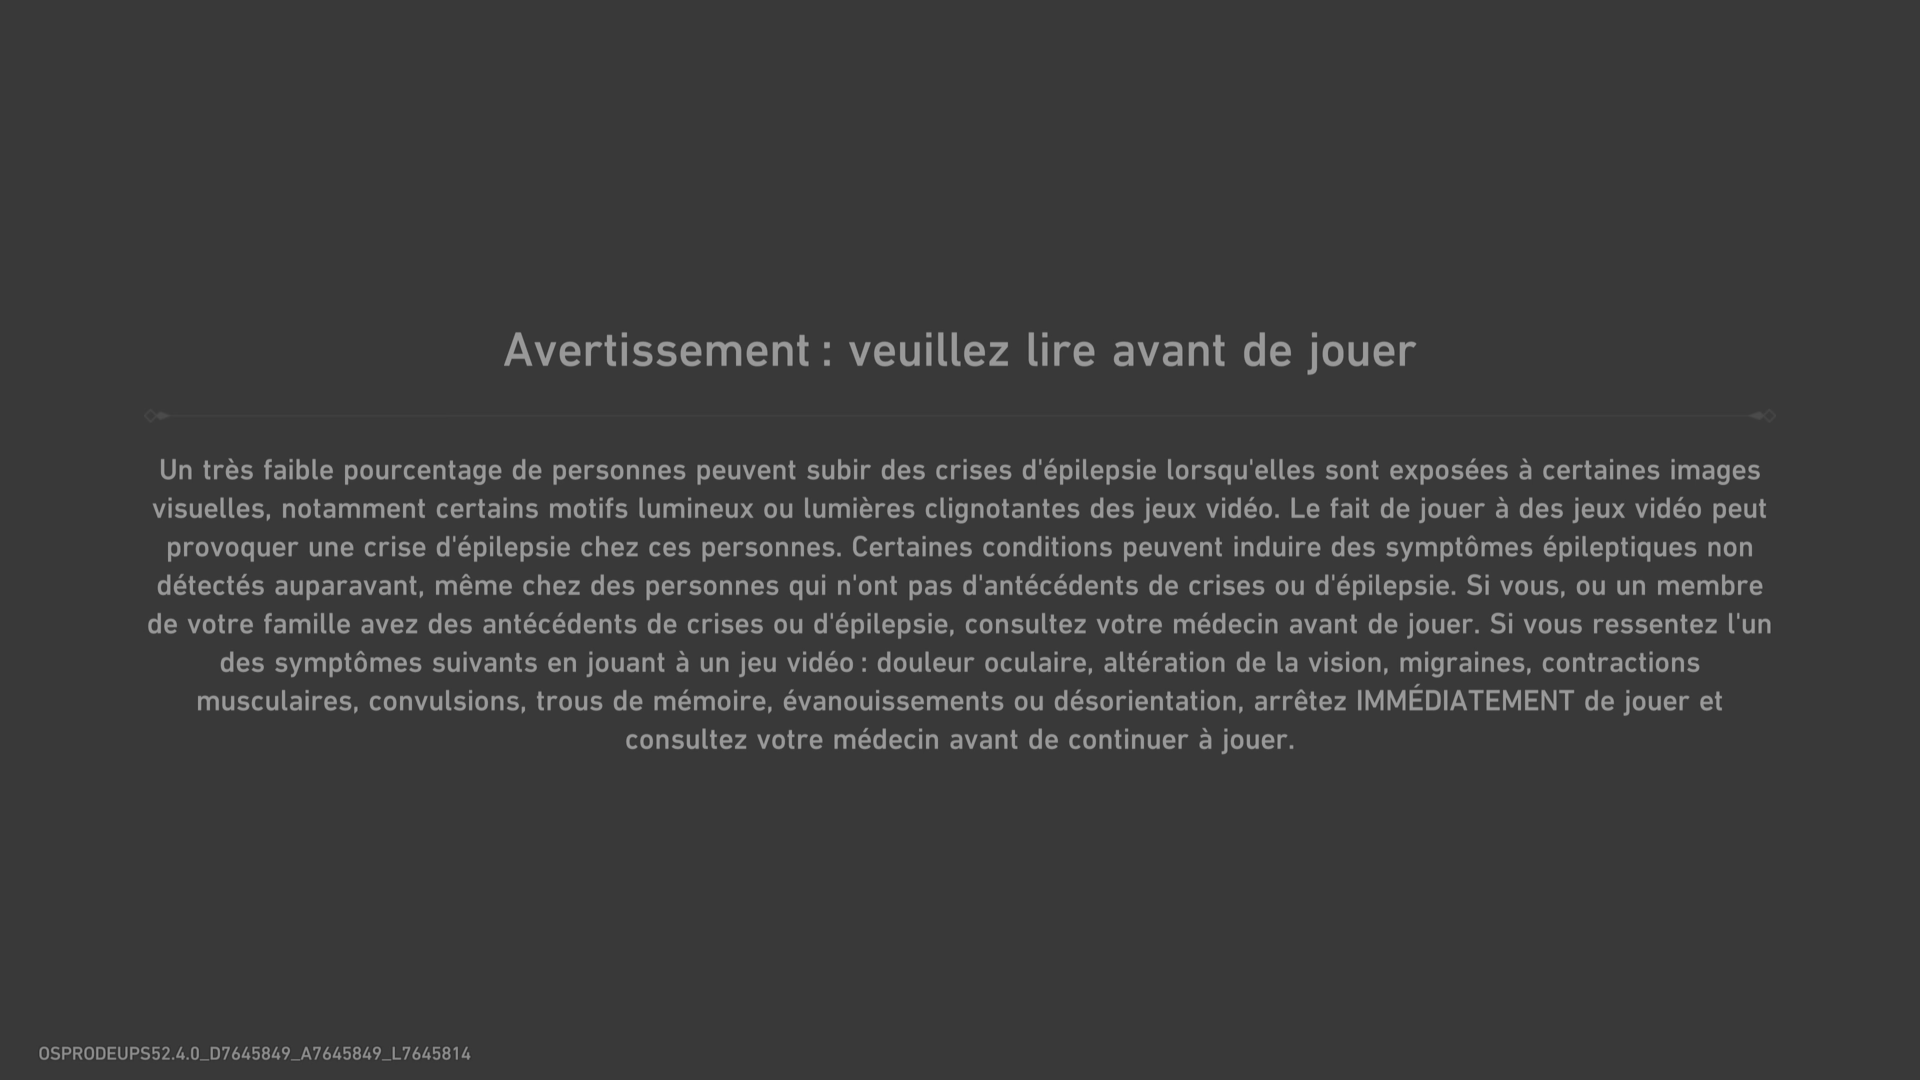 Avertissement : veuillez lire avant de jouer
Un très faible pourcentage de personnes peuvent subir des crises d'épilepsie lorsqu'elles sont exposées à certaines images
visuelles, notamment certains motifs lumineux ou lumières clignotantes des jeux vidéo. Le fait de jouer à des jeux vidéo peut
provoquer une crise d'épilepsie chez ces personnes. Certaines conditions peuvent induire des symptômes épileptiques non
détectés auparavant, même chez des personnes qui n'ont pas d'antécédents de crises ou d'épilepsie. Si vous, ou un membre
de votre famille avez des antécédents de crises ou d'épilepsie, consultez votre médecin avant de jouer. Si vous ressentez l'un
des symptômes suivants en jouant à un jeu vidéo : douleur oculaire, altération de la vision, migraines, contractions
musculaires, convulsions, trous de mémoire, évanouissements ou désorientation, arrêtez IMMÉDIATEMENT de jouer et
consultez votre médecin avant de continuer à jouer.
OSPRODEUPS52.4.0_D7645849_A7645849_L7645814